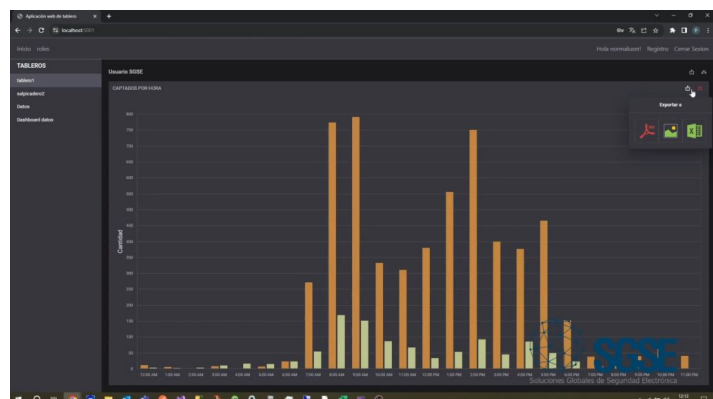 Aplicación web de tablero
localhost:5001
Inicio roles
Hola normaluser! Registro Cerrar Sesion
TABLEROS
tablero1
salpicadero2
Datos
Dashboard datos
Usuario SGSE
CAPTADOS POR HORA
Exportar a
Cantidad
800
750
700
650
600
550
500
450
400
350
300
250
200
150
100
50
0
12:00 AM 1:00 AM 2:00 AM 3:00 AM 4:00 AM 5:00 AM 6:00 AM 7:00 AM 8:00 AM 9:00 AM 10:00 AM 11:00 AM 12:00 PM 1:00 PM 2:00 PM 3:00 PM 4:00 PM 5:00 PM 6:00 PM 7:00 PM 8:00 PM 9:00 PM 10:00 PM 11:00 PM
SGSE
Soluciones Globales de Seguridad Electrónica
12:12